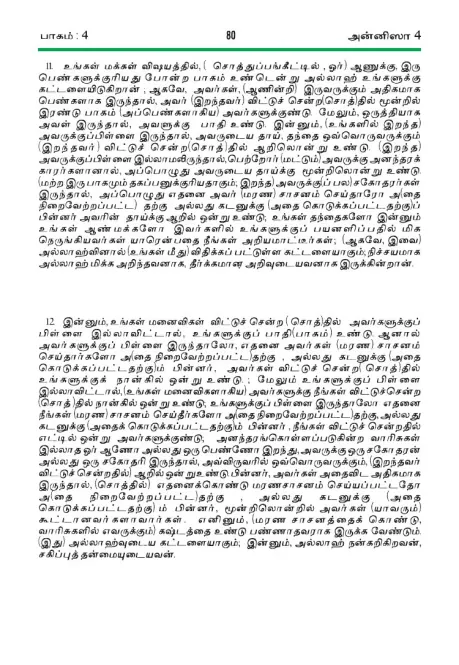 பாகம் : 4 80 அன்னிஸா 4
11. உங்கள் மக்கள் விஷயத்தில், ( சொத்துப்பங்கீட்டில் , ஓர்) ஆணுக்கு, இரு
பெண்களுக்குரியது போன்ற பாகம் உண்டென்று அல்லாஹ் உங்களுக்கு
கட்டளையிடுகிறான் ; ஆகவே, அவர்கள், (ஆணின்றி) இருவருக்கும் அதிகமாக
பெண்களாக இருந்தால், அவர் (இறந்தவர்) விட்டுச் சென்ற(சொத்)தில் மூன்றில்
இரண்டு பாகம் (அப்பெண்களாகிய) அவர்களுக்குண்டு. மேலும், ஒருத்தியாக
அவள் இருந்தால், அவளுக்கு பாதி உண்டு. இன்னும், (உங்களில் இறந்த)
அவருக்குப்பிள்ளை இருந்தால், அவருடைய தாய், தந்தை ஒவ்வொருவருக்கும்
(இறந்தவர் ) விட்டுச் சென்ற(சொத)தில் ஆறிலொன்று உண்டு. (இறந்த)
அவருக்குப்பிள்ளை இல்லாமலிருந்தால்,பெற்றோர்(மட்டும்)அவருக்கு அனந்தரக்
காரர்களானால், அப்பொழுது அவருடைய தாய்க்கு மூன்றிலொன்று உண்டு
(மற்ற இரு பாகமும் தகப்பனுக்குரியதாகும்; இறந்த)அவருக்கு(ப் பல)சகோதரர்கள்
இருந்தால், அப்பொழுது எதனை அவர் (மரண) சாசனம் செய்தாரோ அ(தை
நிறைவேற்றப்பட்ட) தற்கு அல்லது கடனுக்கு (அதை கொடுக்கப்பட்டதற்கு)ப்
பின்னர் அவரின் தாய்க்கு ஆறில் ஒன்று உண்டு; உங்கள் தந்தைகளோ இன்னும்
உங்கள் ஆண் மக்களோ இவர்களில் உங்களுக்குப் பயனளிப்பதில் மிக
நெருங்கியவர்கள் யாரென்பதை நீங்கள் அறியமாட்டீர்கள்; (ஆகவே, இவை)
அல்லாஹ்வினால் (உங்கள் மீது) விதிக்கப் பட்டுள்ள கட்டளையாகும்; நிச்சயமாக
அல்லாஹ் மிக்க அறிந்தவனாக, தீர்க்கமான அறிவுடையவனாக இருக்கின்றான்.
12. இன்னும், உங்கள் மனைவிகள் விட்டுச் சென்ற ( சொத்)தில் அவர்களுக்குப்
பிள்ளை இல்லாவிட்டால், உங்களுக்குப் பாதி(பாகம்) உண்டு. ஆனால்
அவர்களுக்குப் பிள்ளை இருந்தாலோ, எதனை அவர்கள் (மரண) சாசனம்
செய்தார்களோ அ(தை நிறைவேற்றப்பட்ட)தற்கு , அல்லது கடனுக்கு (அதை
கொடுக்கப்பட்டதற்கு)ம் பின்னர், அவர்கள் விட்டுச் சென்ற( சொத்)தில்
உங்களுக்குக் நான்கில் ஒன்று உண்டு. ; மேலும் உங்களுக்குப் பிள்ளை
இல்லாவிட்டால்,(உங்கள் மனைவிகளாகிய) அவர்களுக்கு நீங்கள் விட்டுச்சென்ற
(சொத் )தில் நான்கில் ஒன்று உண்டு; உங்களுக்குப் பிள்ளை இருந்தாலோ எதனை
நீங்கள் (மரண) சாசனம் செய்தீர்களோ அ(தை நிறைவேற்றப்பட்ட)தற்கு, அல்லது
கடனுக்கு (அதைக் கொடுக்கப்பட்டதற்கு)ம் பின்னர் , நீங்கள் விட்டுச் சென்றதில்
எட்டில் ஒன்று அவர்களுக்குண்டு; அனந்தரங்கொள்ளப்படுகின்ற வாரிசுகள்
இல்லாத ஓர் ஆணோ அல்லது ஒரு பெண்ணோ இறந்து, அவருக்கு ஒரு சகோதரன்
அல்லது ஒரு சகோதரி இருந்தால், அவ்விருவரில் ஒவ்வொருவருக்கும், (இறந்தவர்
விட்டுச் சென்றதில்) ஆறில் ஒன்று உண்டு பின்னர், அவர்கள் அதைவிட அதிகமாக
இருந்தால், (சொத்தில்) எதனைக்கொண்டு மரணசாசனம் செய்யப்பட்டதோ
அ(தை நிறைவேற்றப்பட்ட)தற்கு , அல்லது கடனுக்கு (அதை
கொடுக்கப்பட்டதற்கு) ம் பின்னர், மூன்றிலொன்றில் அவர்கள் (யாவரும்)
கூட்டானவர்களாவார்கள் . எனினும், (மரண சாசனத்தைக் கொண்டு,
வாரிசுகளில் எவருக்கும்) கஷ்டத்தை உண்டு பண்ணாதவராக இருக்க வேண்டும்.
(இது) அல்லாஹ்வுடைய கட்டளையாகும்; இன்னும், அல்லாஹ் நன்கறிகிறவன்,
சகிப்புத் தன்மையுடையவன்.